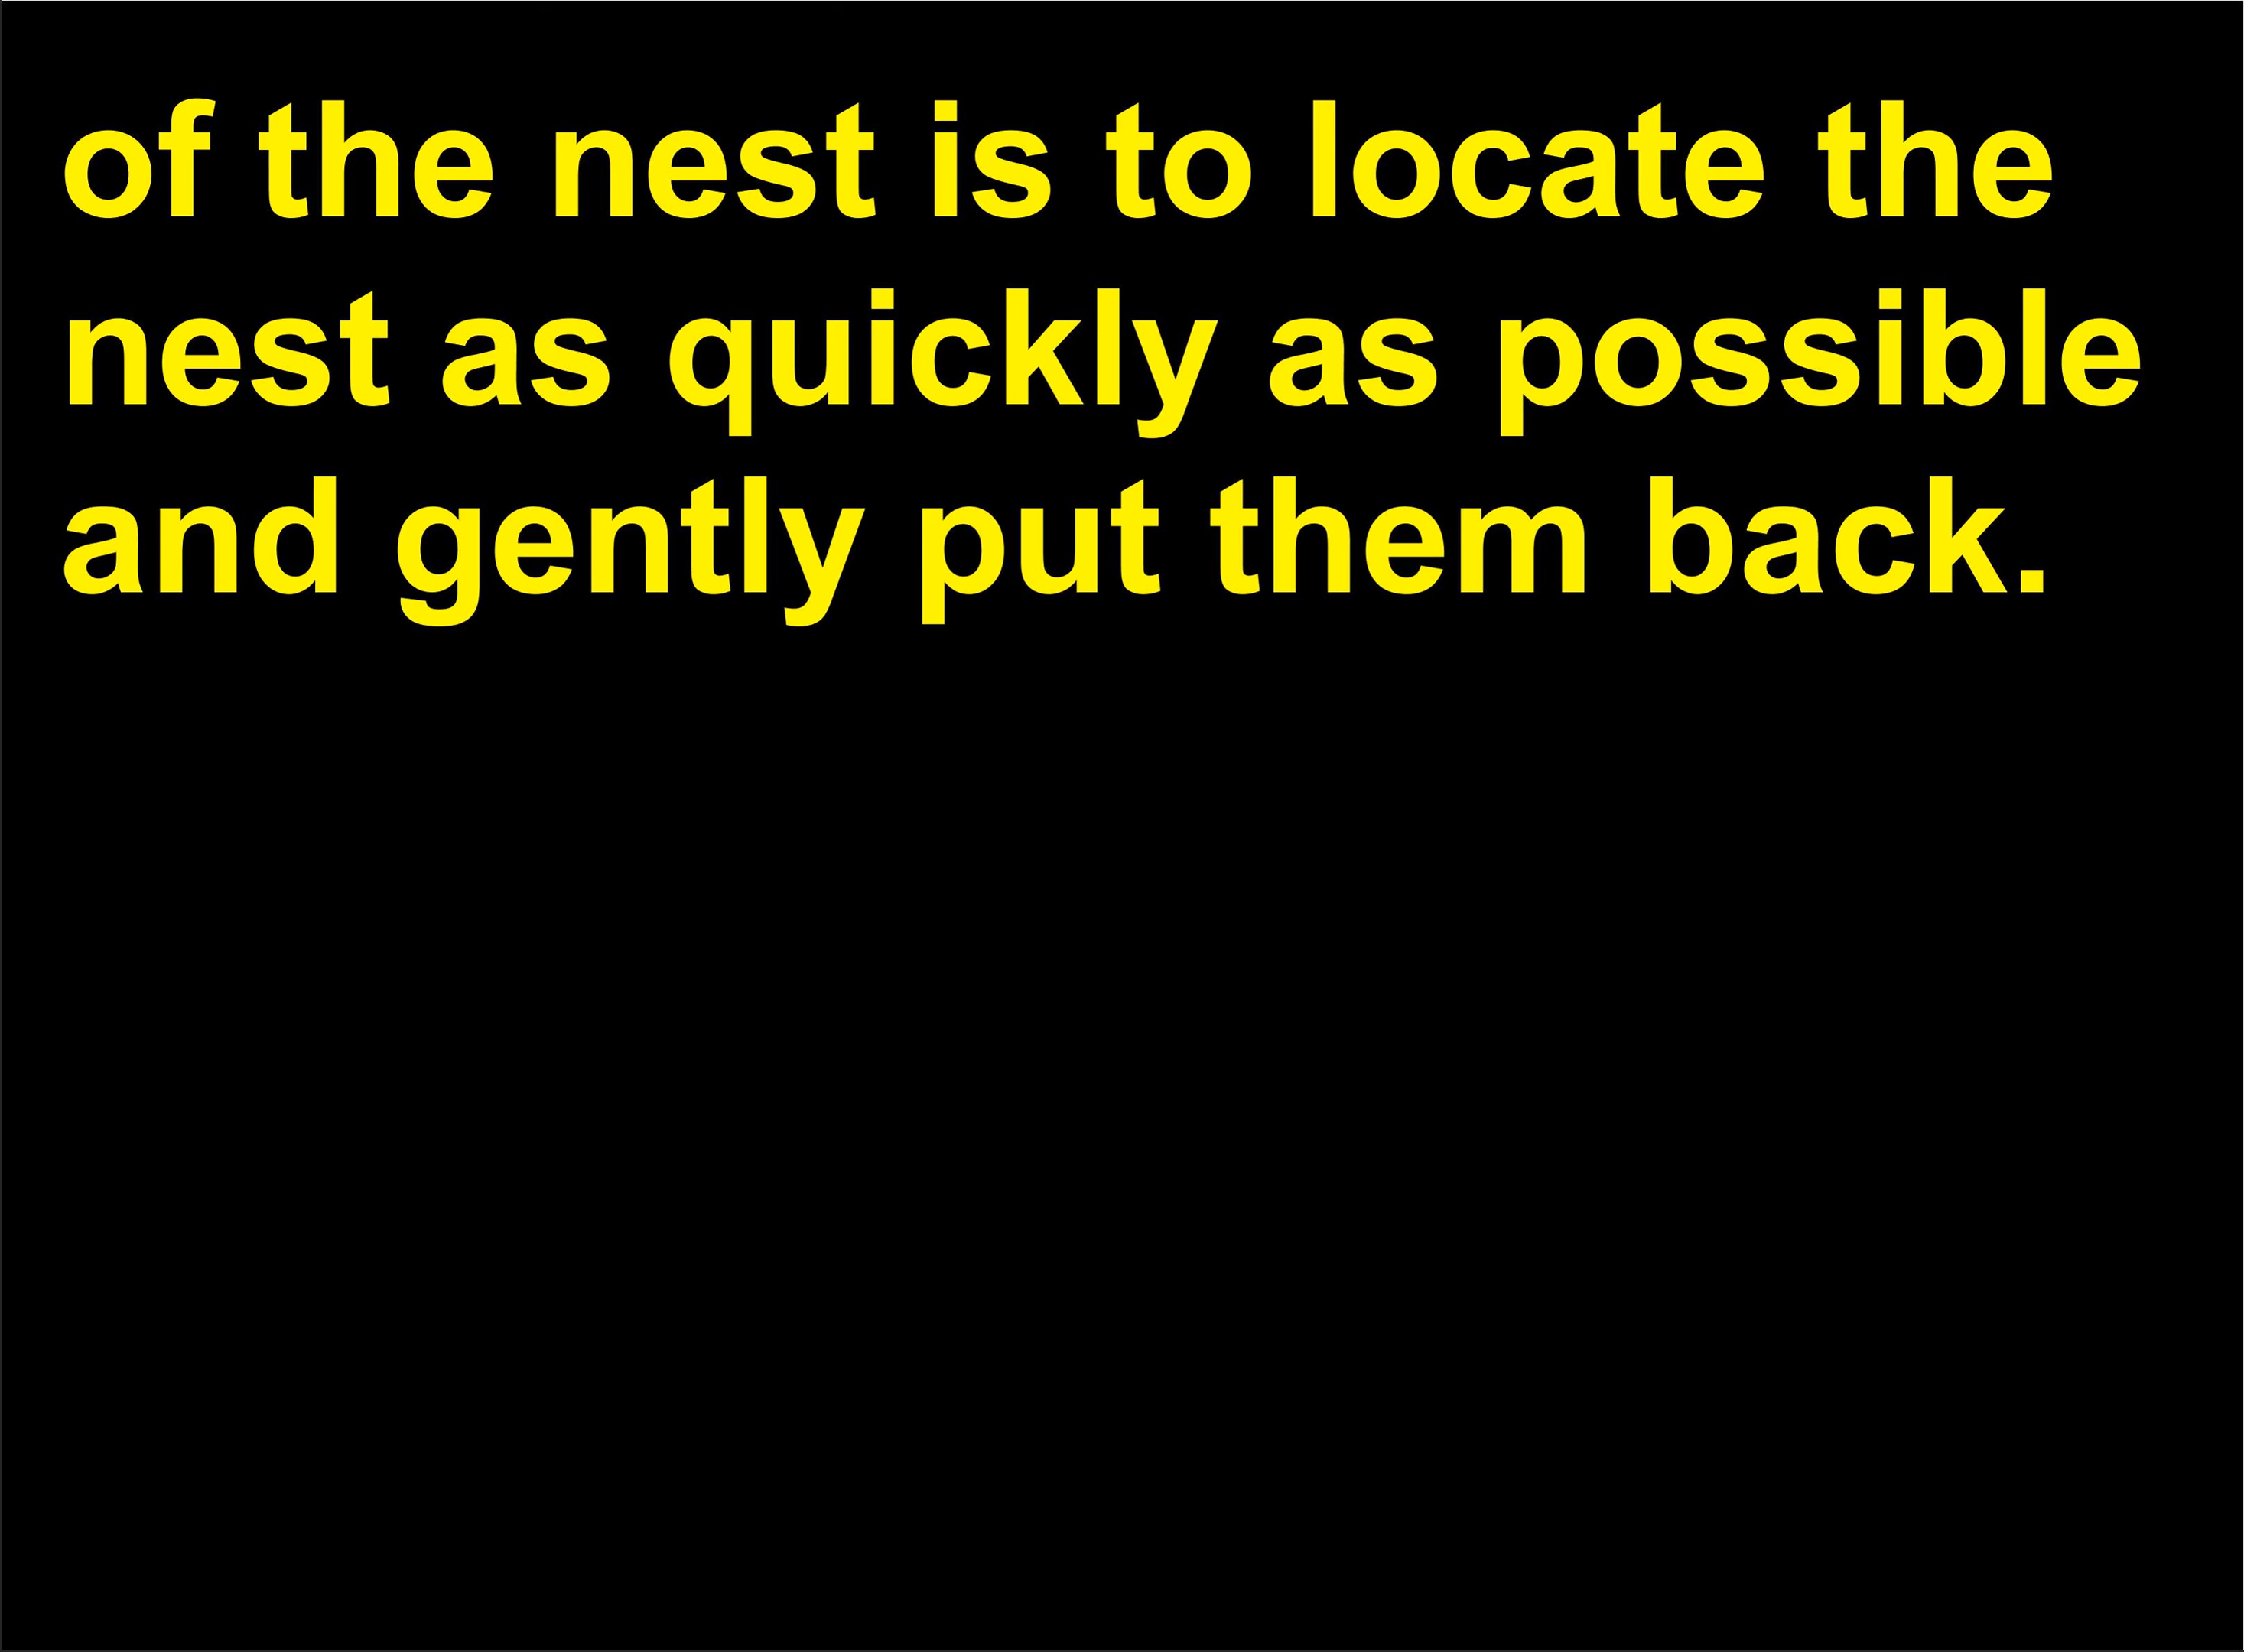 of the nest is to locate the
nest as quickly as possible
and gently put them back.